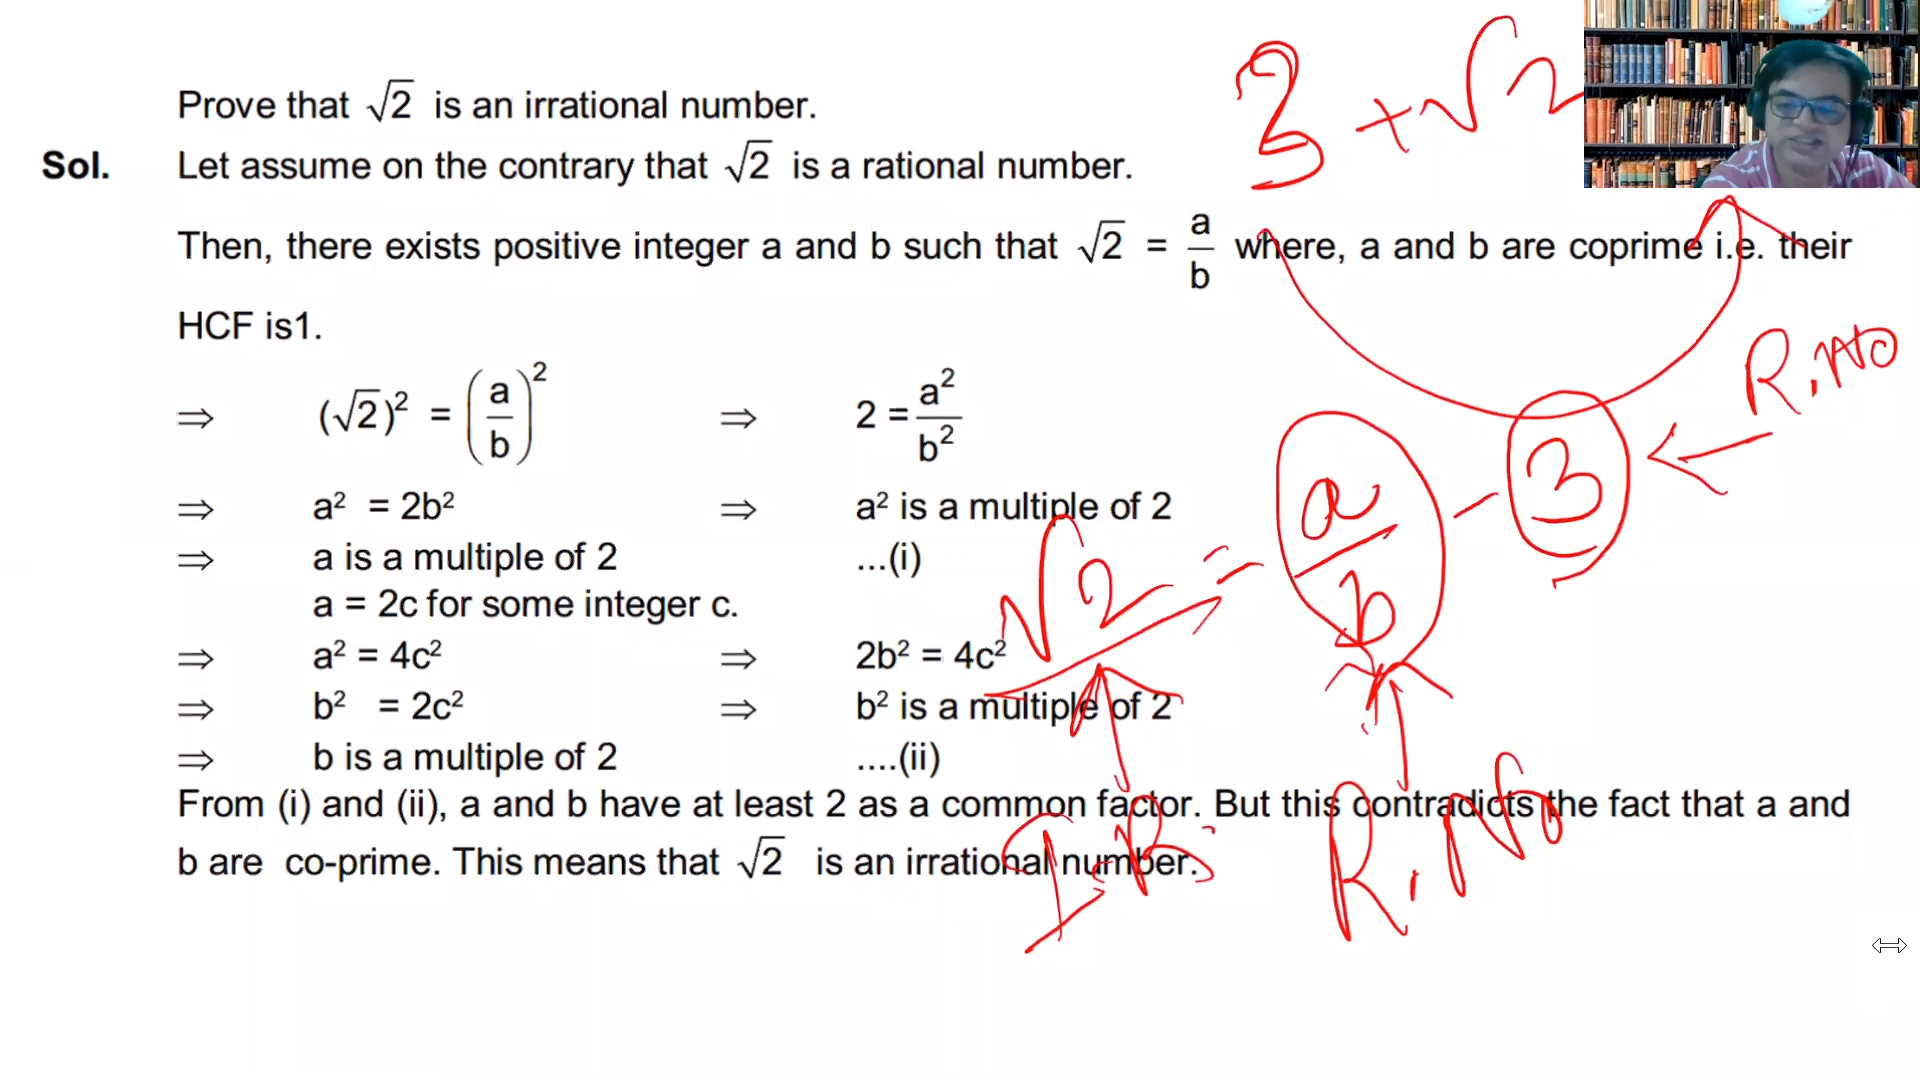 Prove that √2 is an irrational number.
Sol. Let assume on the contrary that √2 is a rational number.
Then, there exists positive integer a and b such that √2 = a/b where, a and b are coprime i.e. their
HCF is1.
⇒ (√2)² = (a/b)² ⇒ 2 = a²/b²
⇒ a² = 2b² ⇒ a² is a multiple of 2
⇒ a is a multiple of 2 ...(i)
a = 2c for some integer c.
⇒ a² = 4c² ⇒ 2b² = 4c²
⇒ b² = 2c² ⇒ b² is a multiple of 2
⇒ b is a multiple of 2 ....(ii)
From (i) and (ii), a and b have at least 2 as a common factor. But this contradicts the fact that a and
b are co-prime. This means that √2 is an irrational number.
3 + √2
√2 = a/b - 3
R.No
I.R.
R.No